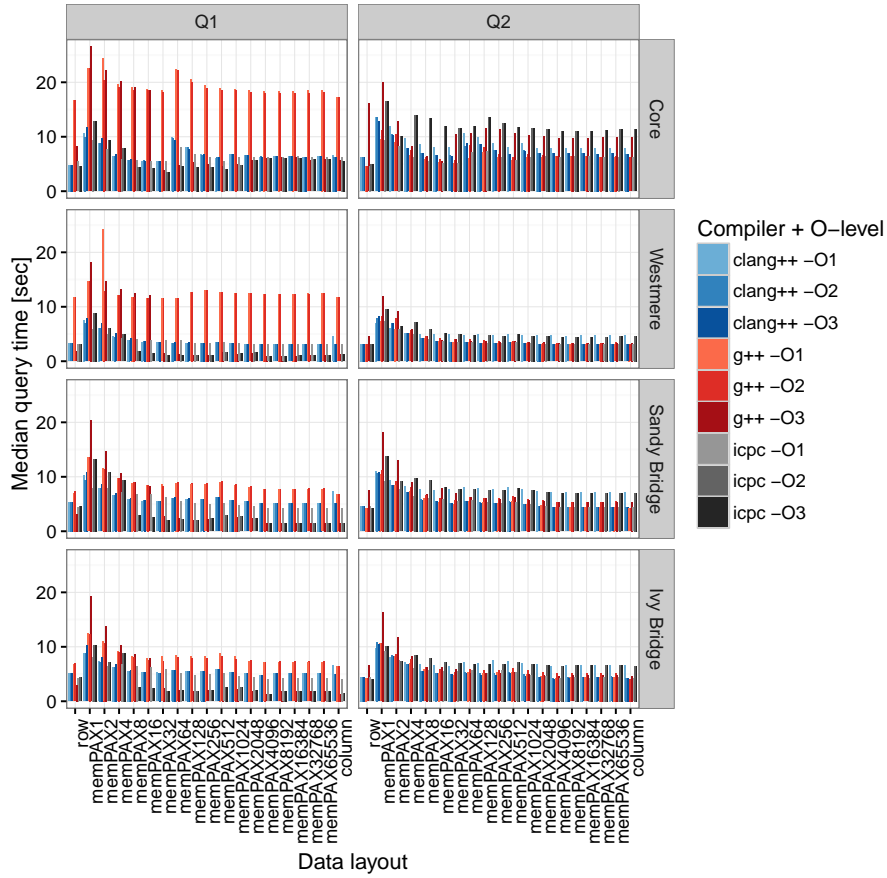 Q1
Q2
Median query time [sec]
20
10
0
Core
20
10
0
Westmere
20
10
0
Sandy Bridge
20
10
0
Ivy Bridge
row
memPAX1
memPAX2
memPAX4
memPAX8
memPAX16
memPAX32
memPAX64
memPAX128
memPAX256
memPAX512
memPAX1024
memPAX2048
memPAX4096
memPAX8192
memPAX16384
memPAX32768
memPAX65536
column
row
memPAX1
memPAX2
memPAX4
memPAX8
memPAX16
memPAX32
memPAX64
memPAX128
memPAX256
memPAX512
memPAX1024
memPAX2048
memPAX4096
memPAX8192
memPAX16384
memPAX32768
memPAX65536
column
Data layout
Compiler + O−level
clang++ −O1
clang++ −O2
clang++ −O3
g++ −O1
g++ −O2
g++ −O3
icpc −O1
icpc −O2
icpc −O3